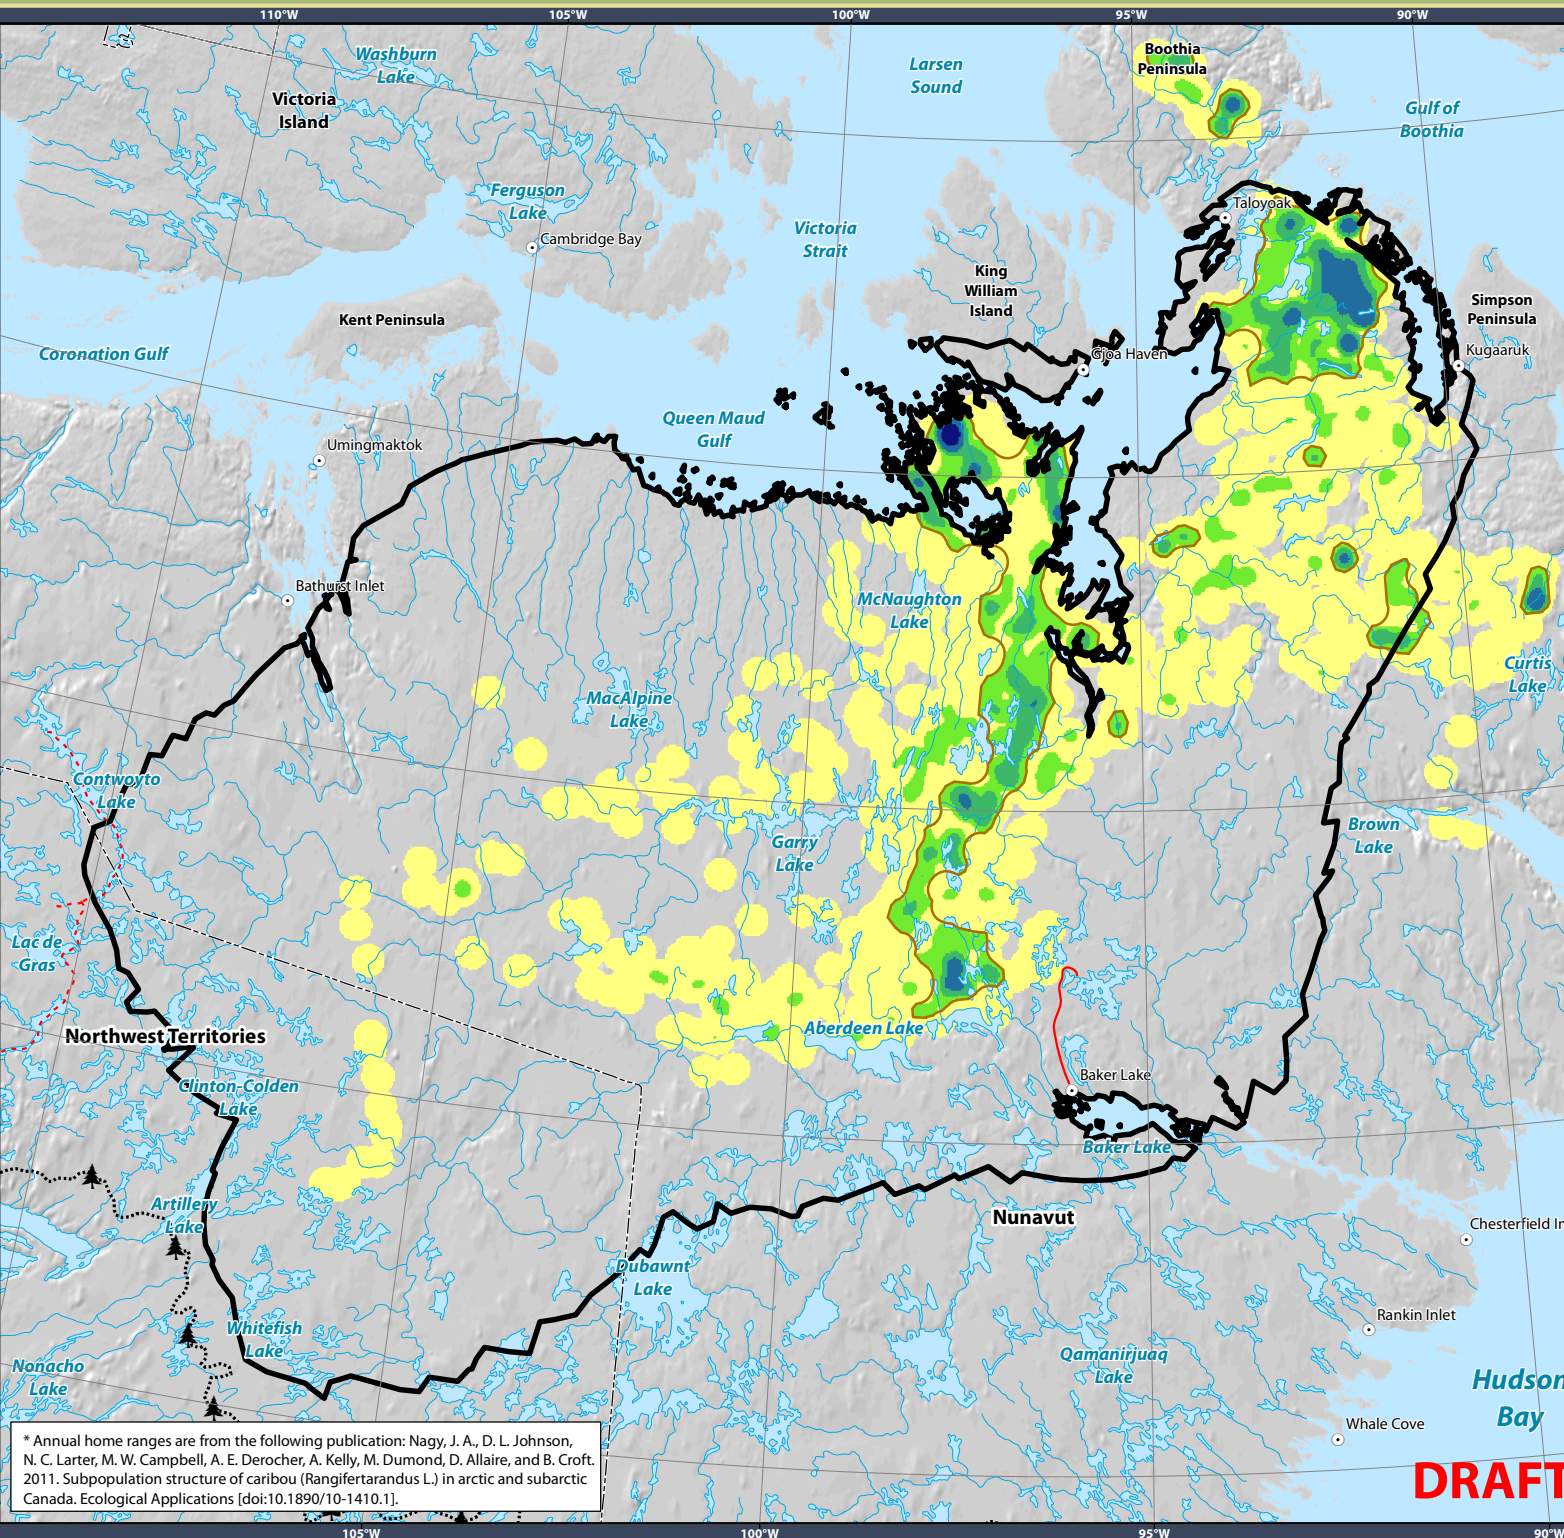 110°W
105°W
100°W
95°W
90°W
Boothia
Peninsula
Washburn
Lake
Larsen
Sound
Victoria
Island
Gulf of
Boothia
Ferguson
Lake
Taloyoak
Cambridge Bay
Victoria
Strait
King
William
Island
Simpson
Peninsula
Kent Peninsula
Coronation Gulf
Gjoa Haven
Kugaaruk
Queen Maud
Gulf
Umingmaktok
Bathurst Inlet
McNaughton
Lake
Curtis
Lake
MacAlpine
Lake
Contwoyto
Lake
Brown
Lake
Garry
Lake
Lac de
Gras
Aberdeen Lake
Northwest Territories
Baker Lake
Clinton-Colden
Lake
Baker Lake
Artillery
Lake
Nunavut
Chesterfield In
Dubawnt
Lake
Rankin Inlet
Whitefish
Lake
Qamanirjuaq
Lake
Nonacho
Lake
Hudson
Bay
Whale Cove
* Annual home ranges are from the following publication: Nagy, J. A., D. L. Johnson,
N. C. Larter, M. W. Campbell, A. E. Derocher, A. Kelly, M. Dumond, D. Allaire, and B. Croft.
2011. Subpopulation structure of caribou (Rangifertarandus L.) in arctic and subarctic
Canada. Ecological Applications [doi:10.1890/10-1410.1].
DRAFT
105°W
100°W
95°W
90°W